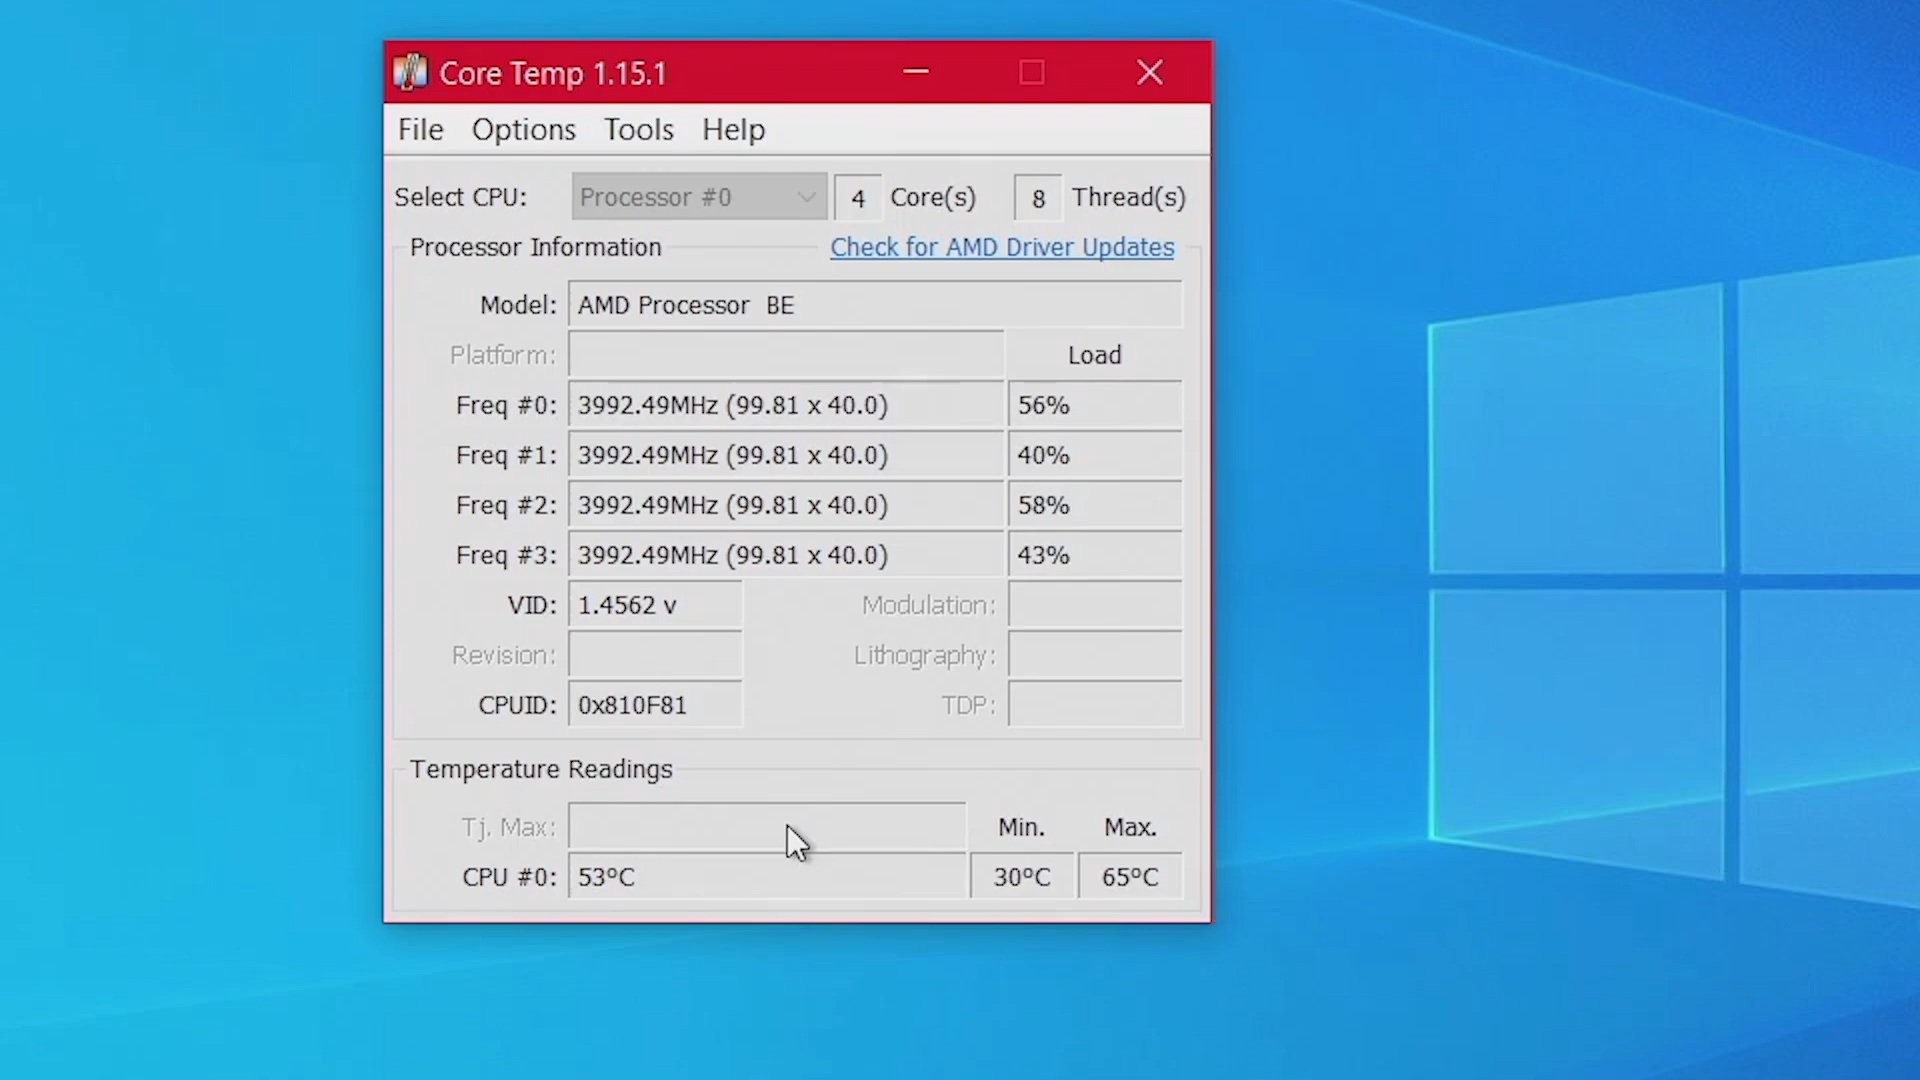 Core Temp 1.15.1
File Options Tools Help
Select CPU: Processor #0 4 Core(s) 8 Thread(s)
Processor Information Check for AMD Driver Updates
Model: AMD Processor BE
Platform: Load
Freq #0: 3992.49MHz (99.81 x 40.0) 56%
Freq #1: 3992.49MHz (99.81 x 40.0) 40%
Freq #2: 3992.49MHz (99.81 x 40.0) 58%
Freq #3: 3992.49MHz (99.81 x 40.0) 43%
VID: 1.4562 v Modulation:
Revision: Lithography:
CPUID: 0x810F81 TDP:
Temperature Readings
Tj. Max: Min. Max.
CPU #0: 53ºC 30ºC 65ºC